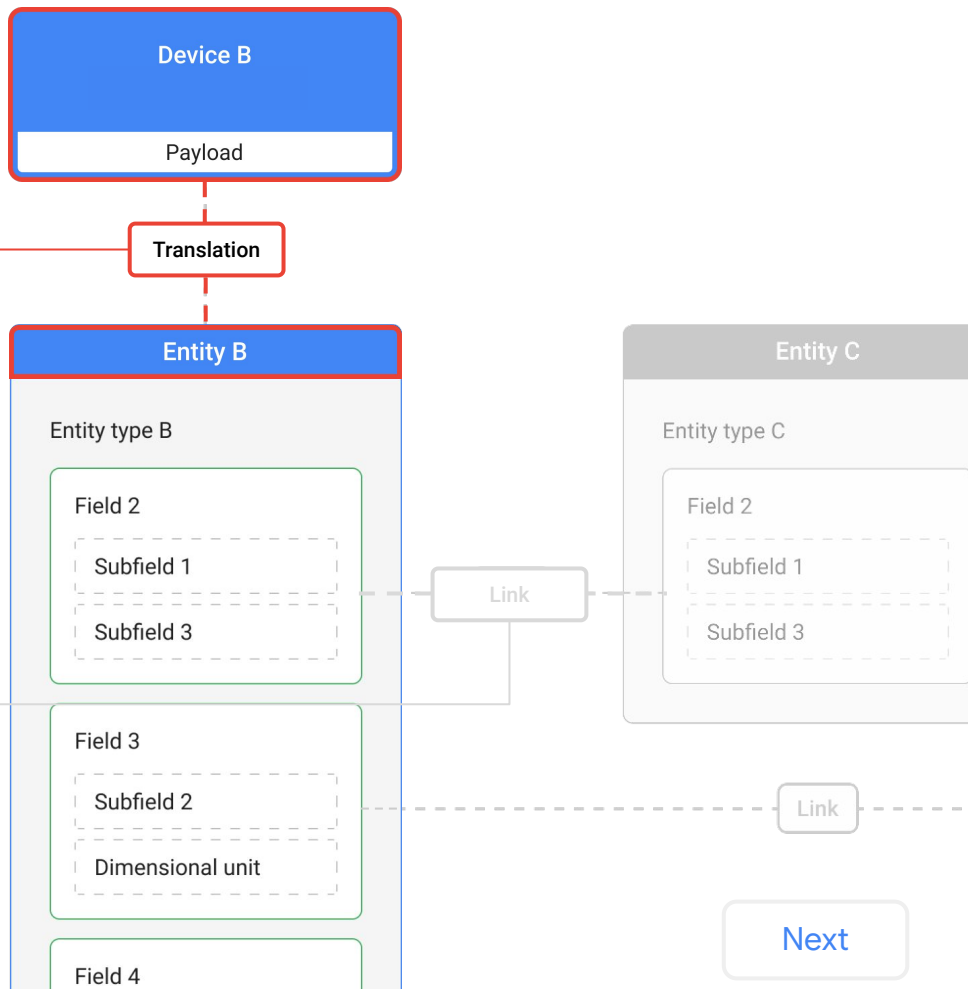 Device B
Payload
Translation
Entity B
Entity type B
Field 2
Subfield 1
Subfield 3
Field 3
Subfield 2
Dimensional unit
Field 4
Link
Entity C
Entity type C
Field 2
Subfield 1
Subfield 3
Link
Next